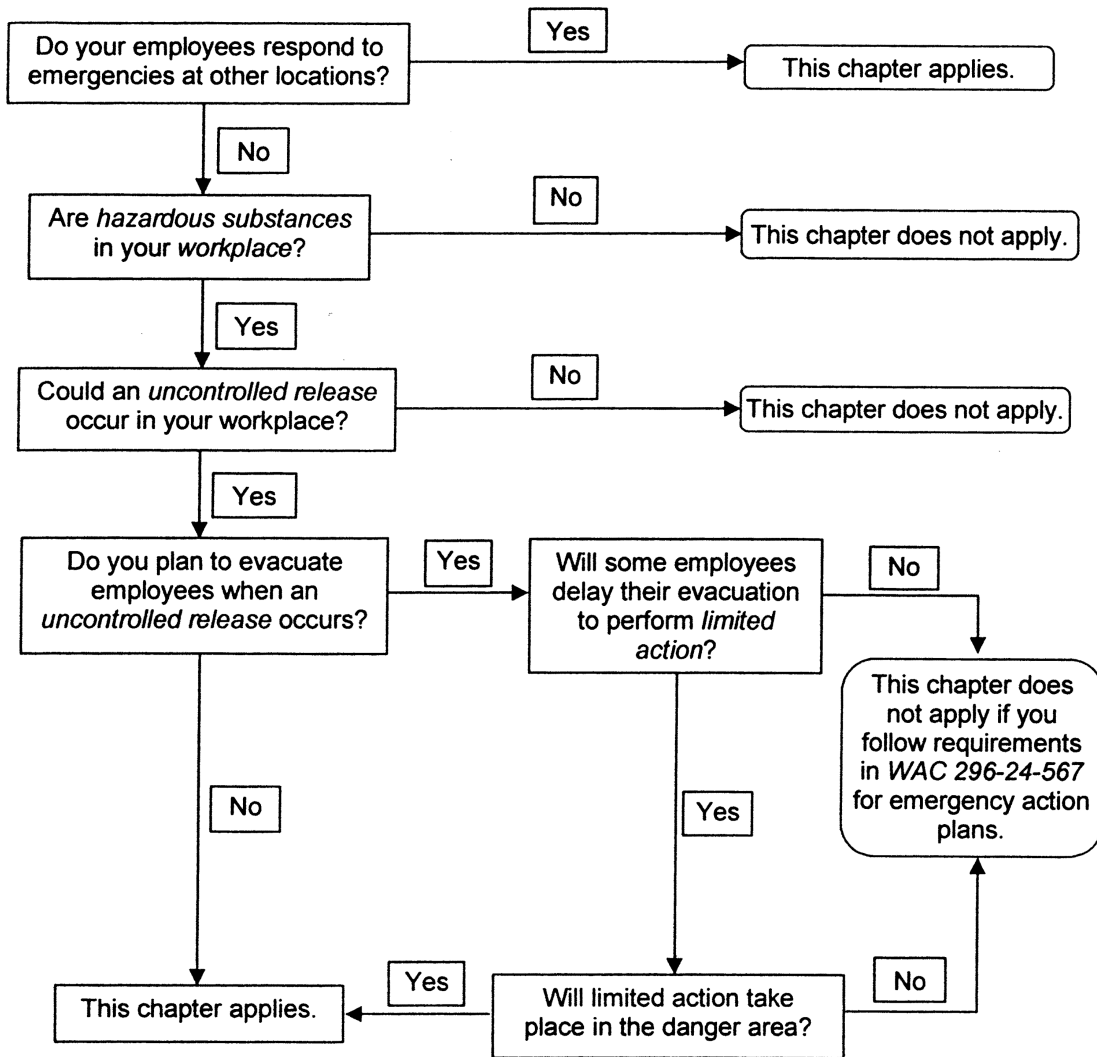 Do your employees respond to
emergencies at other locations?
Yes
This chapter applies.
No
Are hazardous substances
in your workplace?
No
This chapter does not apply.
Yes
Could an uncontrolled release
occur in your workplace?
No
This chapter does not apply.
Yes
Do you plan to evacuate
employees when an
uncontrolled release occurs?
Yes
Will some employees
delay their evacuation
to perform limited
action?
No
This chapter does
not apply if you
follow requirements
in WAC 296-24-567
for emergency action
plans.
No
Yes
This chapter applies.
Yes
Will limited action take
place in the danger area?
No